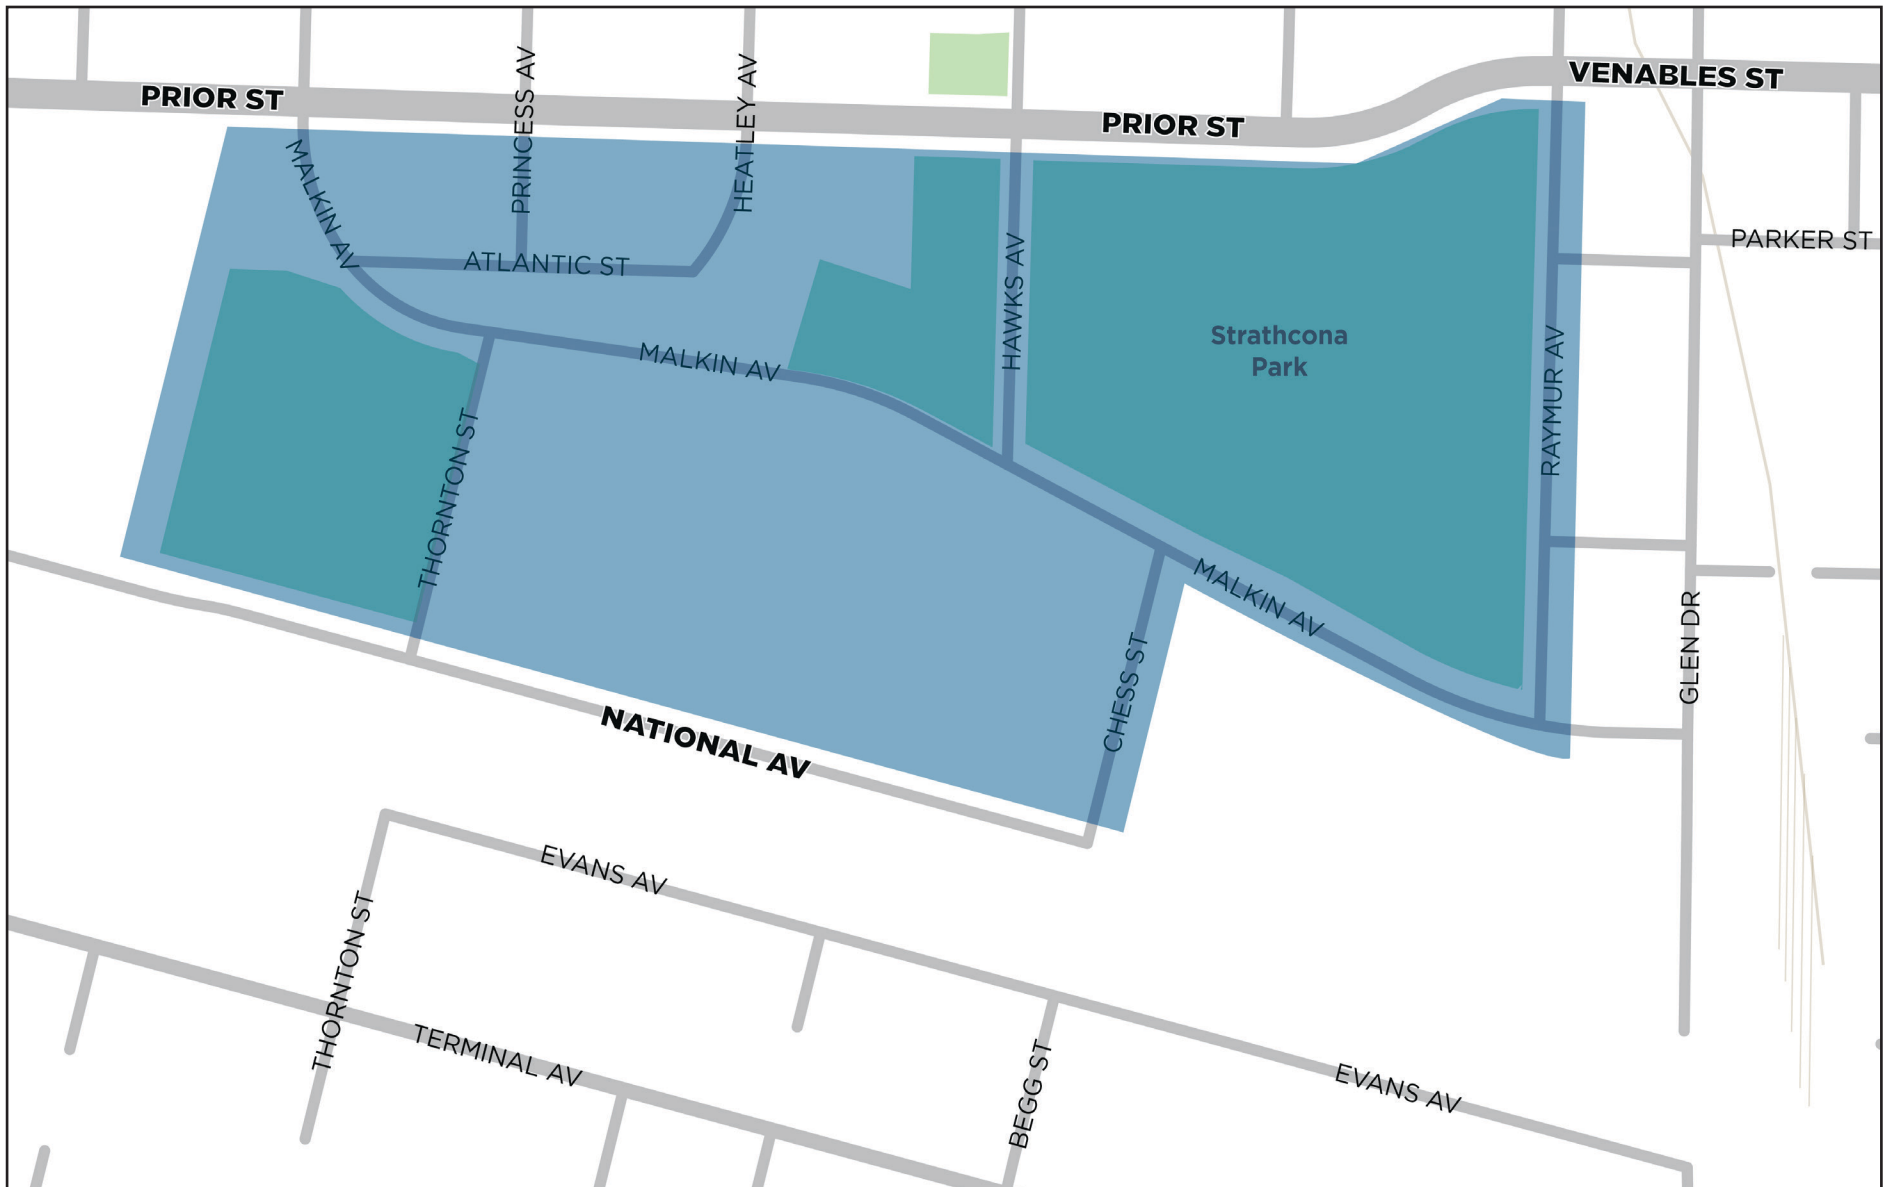 VENABLES ST
PRIOR ST
PRIOR ST
PRINCESS AV
HEATLEY AV
MALKIN AV
ATLANTIC ST
HAWKS AV
PARKER ST
Strathcona
Park
MALKIN AV
RAYMUR AV
THORNTON ST
MALKIN AV
CHESS ST
GLEN DR
NATIONAL AV
EVANS AV
THORNTON ST
TERMINAL AV
BEGG ST
EVANS AV